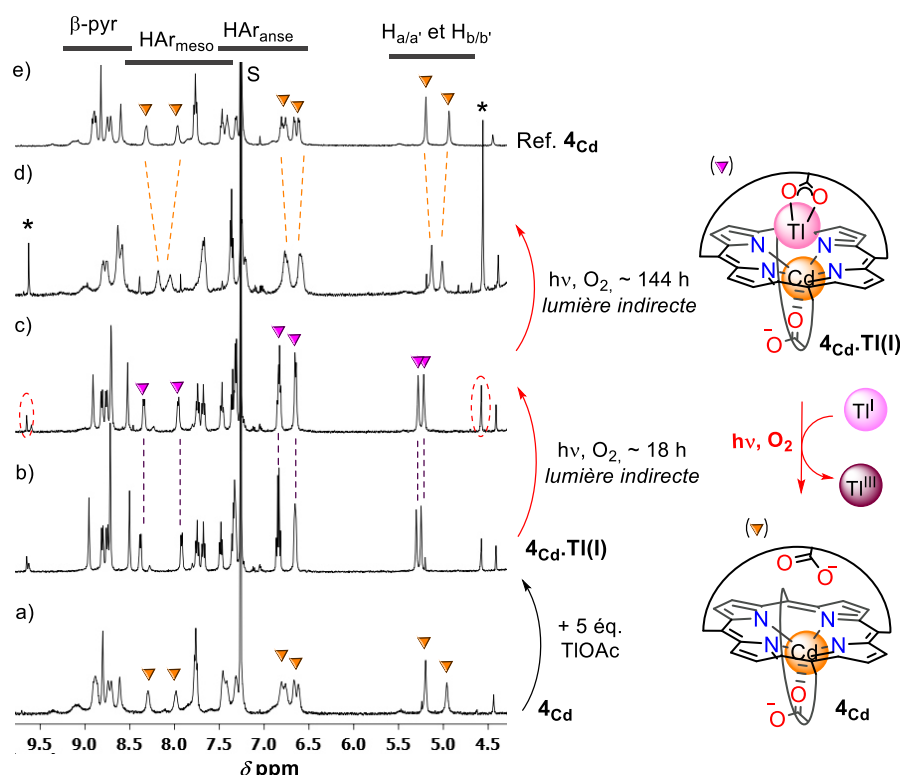 β-pyr
HArmeso
HAranse
Ha/a' et Hb/b'
e)
S
*
Ref. 4Cd
d)
*
hν, O2, ~ 144 h
lumière indirecte
c)
hν, O2, ~ 18 h
lumière indirecte
b)
4Cd.Tl(I)
a)
+ 5 éq.
TlOAc
4Cd
9.5 9.0 8.5 8.0 7.5 7.0 6.5 6.0 5.5 5.0 4.5
δ ppm
(▼)
O O
Tl
N N
N N
Cd
O
O−
4Cd.Tl(I)
TlI
hν, O2
TlIII
(▼)
O
O−
N N
N N
Cd
O
O−
4Cd